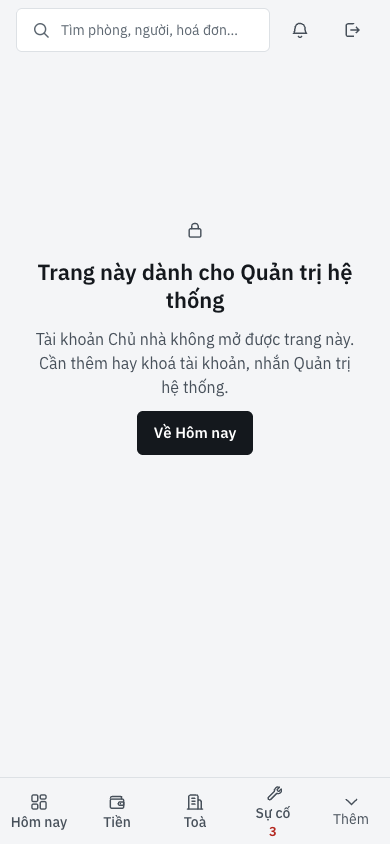 Tìm phòng, người, hoá đơn...
Trang này dành cho Quản trị hệ
thống
Tài khoản Chủ nhà không mở được trang này.
Cần thêm hay khoá tài khoản, nhắn Quản trị
hệ thống.
Về Hôm nay
Hôm nay
Tiền
Toà
Sự cố
3
Thêm